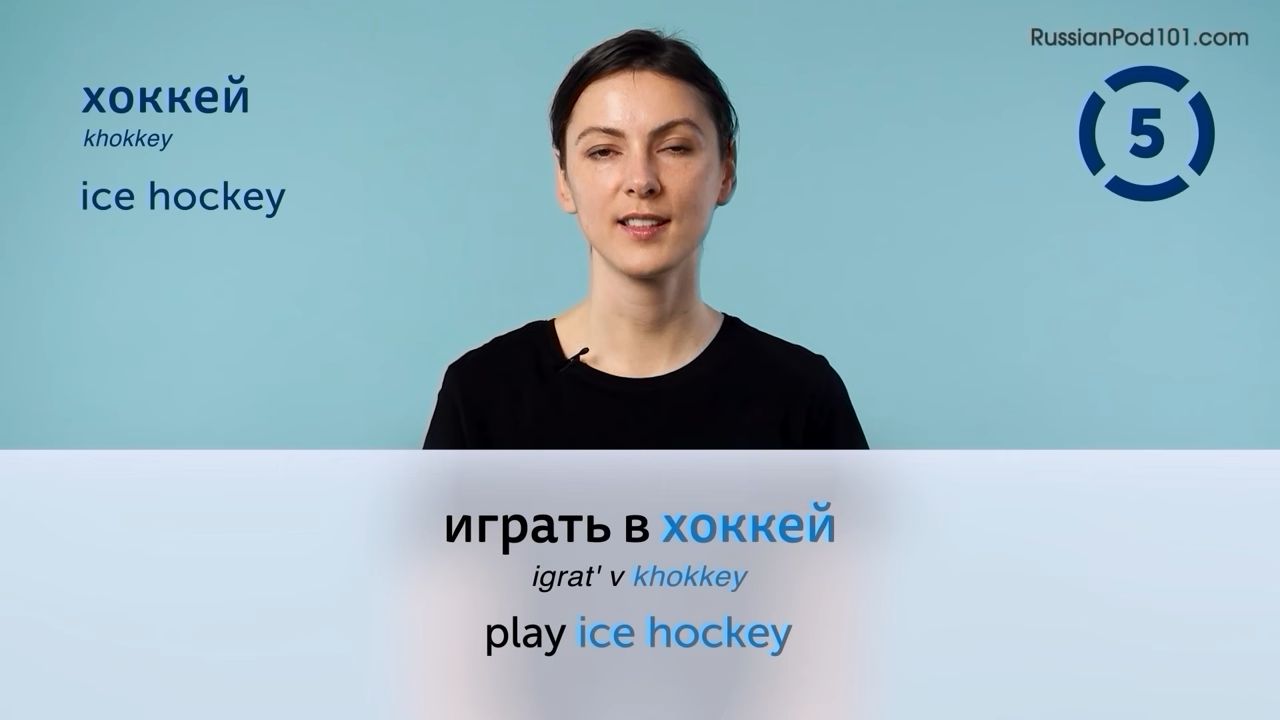 RussianPod101.com
хоккей
khokkey
ice hockey
5
играть в хоккей
igrat' v khokkey
play ice hockey